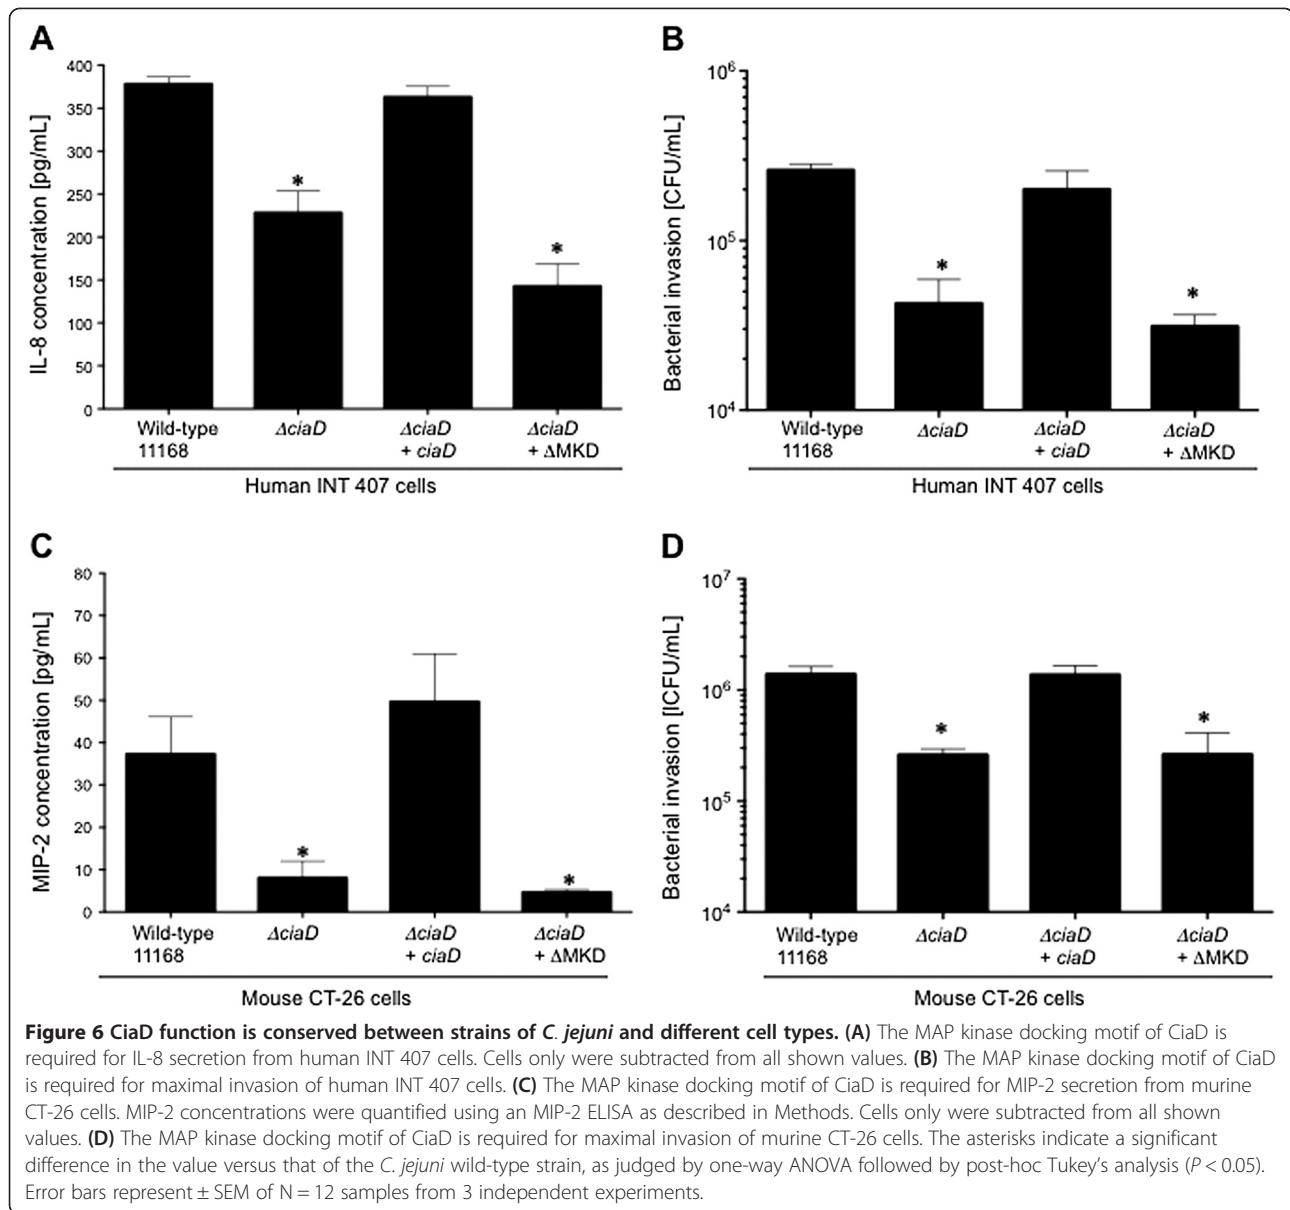 A
IL-8 concentration [pg/mL]
400
350
300
250
200
150
100
50
0
*
*
Wild-type
11168
ΔciaD
ΔciaD
+ ciaD
ΔciaD
+ ΔMKD
Human INT 407 cells
B
Bacterial invasion [CFU/mL]
10⁶
10⁵
10⁴
*
*
Wild-type
11168
ΔciaD
ΔciaD
+ ciaD
ΔciaD
+ ΔMKD
Human INT 407 cells
C
MIP-2 concentration [pg/mL]
80
70
60
50
40
30
20
10
0
*
*
Wild-type
11168
ΔciaD
ΔciaD
+ ciaD
ΔciaD
+ ΔMKD
Mouse CT-26 cells
D
Bacterial invasion [ICFU/mL]
10⁷
10⁶
10⁵
10⁴
*
*
Wild-type
11168
ΔciaD
ΔciaD
+ ciaD
ΔciaD
+ ΔMKD
Mouse CT-26 cells
Figure 6 CiaD function is conserved between strains of C. jejuni and different cell types. (A) The MAP kinase docking motif of CiaD is
required for IL-8 secretion from human INT 407 cells. Cells only were subtracted from all shown values. (B) The MAP kinase docking motif of CiaD
is required for maximal invasion of human INT 407 cells. (C) The MAP kinase docking motif of CiaD is required for MIP-2 secretion from murine
CT-26 cells. MIP-2 concentrations were quantified using an MIP-2 ELISA as described in Methods. Cells only were subtracted from all shown
values. (D) The MAP kinase docking motif of CiaD is required for maximal invasion of murine CT-26 cells. The asterisks indicate a significant
difference in the value versus that of the C. jejuni wild-type strain, as judged by one-way ANOVA followed by post-hoc Tukey's analysis (P < 0.05).
Error bars represent ± SEM of N = 12 samples from 3 independent experiments.